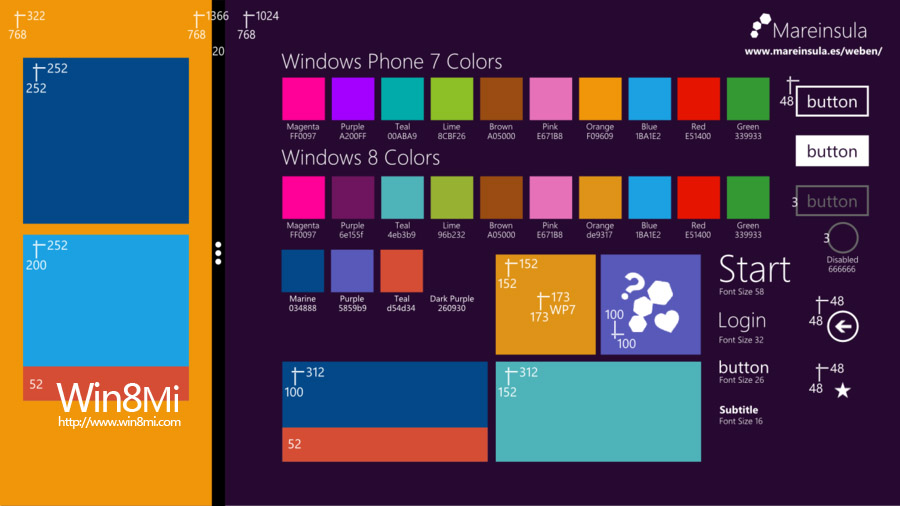 322
768
1366
768
20
1024
768
Mareinsula
www.mareinsula.es/weben/
252
252
252
200
52
Win8Mi
http://www.win8mi.com
Windows Phone 7 Colors
Magenta Purple Teal Lime Brown Pink Orange Blue Red Green
FF0097 A200FF 00ABA9 8CBF26 A05000 E671B8 F09609 1BA1E2 E51400 339933
Windows 8 Colors
Magenta Purple Teal Lime Brown Pink Orange Blue Red Green
FF0097 6e155f 4eb3b9 96b232 A05000 E671B8 de9317 1BA1E2 E51400 339933
Marine Purple Teal Dark Purple
034888 5859b9 d54d34 260930
152
152
173
173 WP7
?
100
100
312
100
52
312
152
48
button
button
3
button
3
Disabled
666666
Start
Font Size 58
Login
Font Size 32
button
Font Size 26
Subtitle
Font Size 16
48
48
48
48